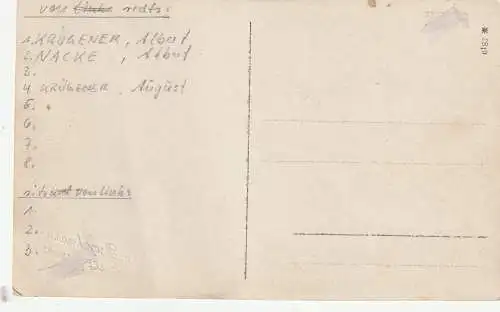 von links rechts:
1. KRÜGENER, Albert
2. NACKE, Albert
3.
4 KRÜGENER, August
5. "
6.
7.
8.
sitzend von links
1.
2.
3.